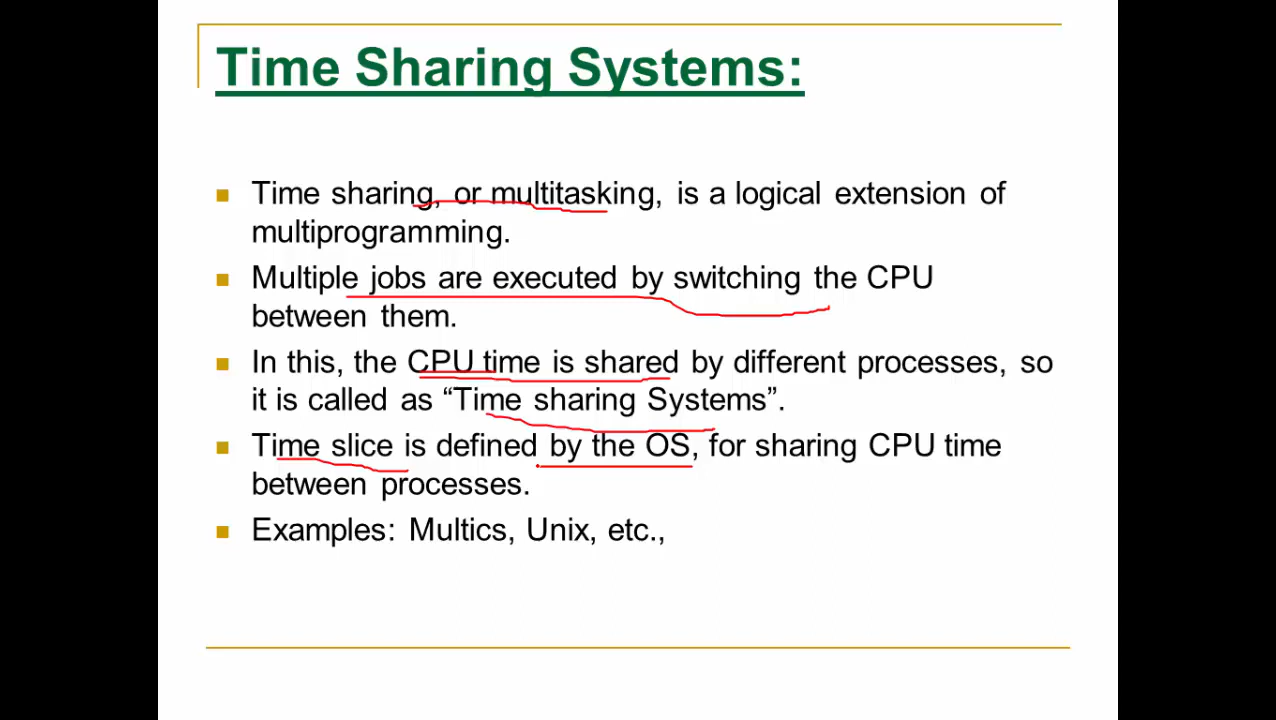 Time Sharing Systems:
Time sharing, or multitasking, is a logical extension of
multiprogramming.
Multiple jobs are executed by switching the CPU
between them.
In this, the CPU time is shared by different processes, so
it is called as “Time sharing Systems”.
Time slice is defined by the OS, for sharing CPU time
between processes.
Examples: Multics, Unix, etc.,